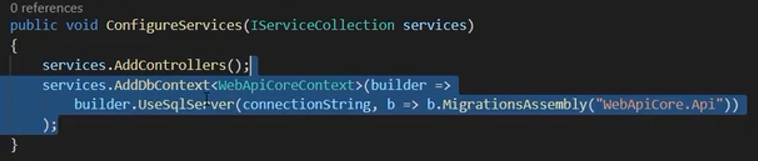 0 references
public void ConfigureServices(IServiceCollection services)
{
services.AddControllers();
services.AddDbContext<WebApiCoreContext>(builder =>
builder.UseSqlServer(connectionString, b => b.MigrationsAssembly("WebApiCore.Api"))
);
}